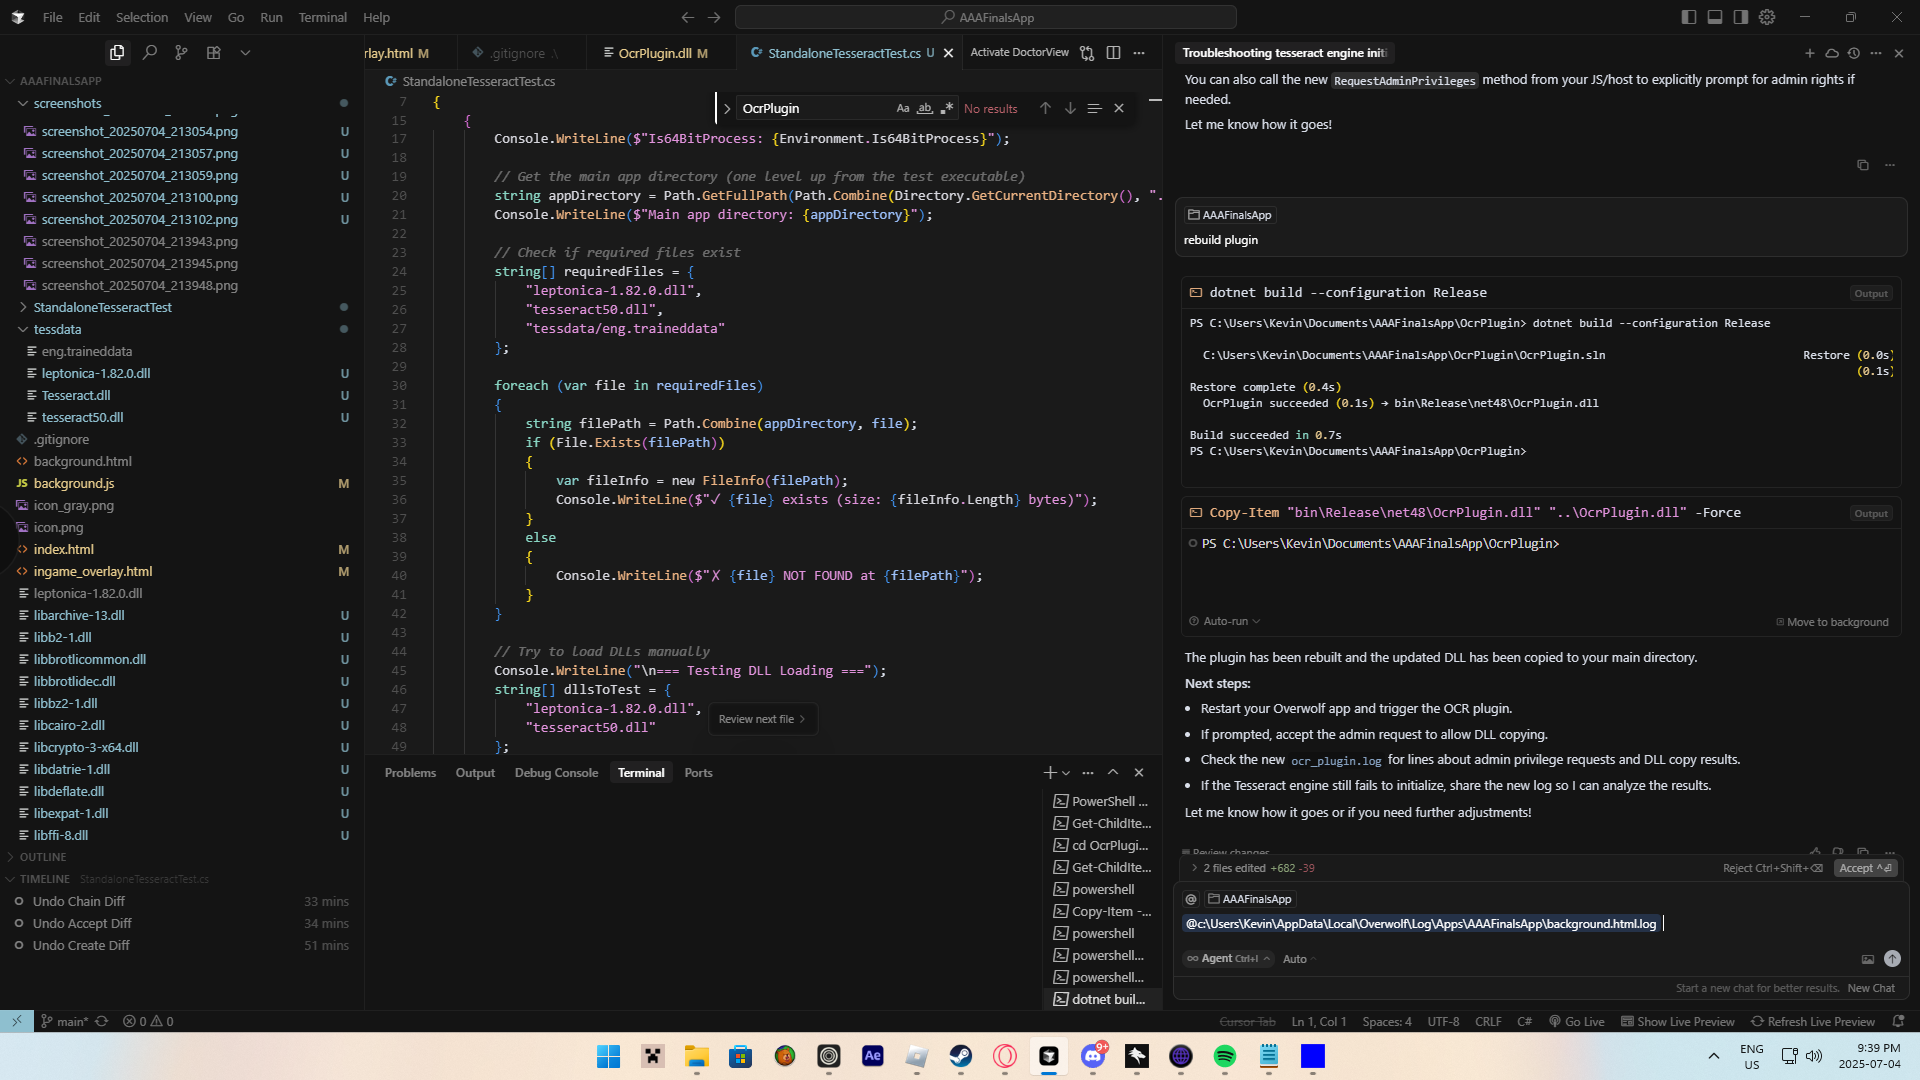 File Edit Selection View Go Run Terminal Help
AAAFinalsApp
AAAFINALSAPP
screenshots
screenshot_20250704_213054.png U
screenshot_20250704_213057.png U
screenshot_20250704_213059.png U
screenshot_20250704_213100.png U
screenshot_20250704_213102.png U
screenshot_20250704_213943.png
screenshot_20250704_213945.png
screenshot_20250704_213948.png
StandaloneTesseractTest
tessdata
eng.traineddata
leptonica-1.82.0.dll U
Tesseract.dll U
tesseract50.dll U
.gitignore
background.html
JS background.js M
icon_gray.png
icon.png
index.html M
ingame_overlay.html M
leptonica-1.82.0.dll
libarchive-13.dll U
libb2-1.dll U
libbrotlicommon.dll U
libbrotlidec.dll U
libbz2-1.dll U
libcairo-2.dll U
libcrypto-3-x64.dll U
libdatrie-1.dll U
libdeflate.dll U
libexpat-1.dll U
libffi-8.dll U
OUTLINE
TIMELINE StandaloneTesseractTest.cs
Undo Chain Diff 33 mins
Undo Accept Diff 34 mins
Undo Create Diff 51 mins
rlay.html M .gitignore OcrPlugin.dll M StandaloneTesseractTest.cs U Activate DoctorView
StandaloneTesseractTest.cs
OcrPlugin Aa ab No results
7 {
15 {
17 Console.WriteLine($"Is64BitProcess: {Environment.Is64BitProcess}");
18
19 // Get the main app directory (one level up from the test executable)
20 string appDirectory = Path.GetFullPath(Path.Combine(Directory.GetCurrentDirectory(), ".
21 Console.WriteLine($"Main app directory: {appDirectory}");
22
23 // Check if required files exist
24 string[] requiredFiles = {
25 "leptonica-1.82.0.dll",
26 "tesseract50.dll",
27 "tessdata/eng.traineddata"
28 };
29
30 foreach (var file in requiredFiles)
31 {
32 string filePath = Path.Combine(appDirectory, file);
33 if (File.Exists(filePath))
34 {
35 var fileInfo = new FileInfo(filePath);
36 Console.WriteLine($"✓ {file} exists (size: {fileInfo.Length} bytes)");
37 }
38 else
39 {
40 Console.WriteLine($"✗ {file} NOT FOUND at {filePath}");
41 }
42 }
43
44 // Try to load DLLs manually
45 Console.WriteLine("\n=== Testing DLL Loading ===");
46 string[] dllsToTest = {
47 "leptonica-1.82.0.dll",
48 "tesseract50.dll"
49 };
Review next file
Problems Output Debug Console Terminal Ports
PowerShell ...
Get-ChildIte...
cd OcrPlugi...
Get-ChildIte...
powershell
Copy-Item -...
powershell
powershell...
powershell...
dotnet buil...
Troubleshooting tesseract engine initi
You can also call the new RequestAdminPrivileges method from your JS/host to explicitly prompt for admin rights if
needed.
Let me know how it goes!
AAAFinalsApp
rebuild plugin
dotnet build --configuration Release Output
PS C:\Users\Kevin\Documents\AAAFinalsApp\OcrPlugin> dotnet build --configuration Release
C:\Users\Kevin\Documents\AAAFinalsApp\OcrPlugin\OcrPlugin.sln Restore (0.0s)
(0.1s)
Restore complete (0.4s)
OcrPlugin succeeded (0.1s) → bin\Release\net48\OcrPlugin.dll
Build succeeded in 0.7s
PS C:\Users\Kevin\Documents\AAAFinalsApp\OcrPlugin>
Copy-Item "bin\Release\net48\OcrPlugin.dll" "..\OcrPlugin.dll" -Force Output
PS C:\Users\Kevin\Documents\AAAFinalsApp\OcrPlugin>
Auto-run Move to background
The plugin has been rebuilt and the updated DLL has been copied to your main directory.
Next steps:
• Restart your Overwolf app and trigger the OCR plugin.
• If prompted, accept the admin request to allow DLL copying.
• Check the new ocr_plugin.log for lines about admin privilege requests and DLL copy results.
• If the Tesseract engine still fails to initialize, share the new log so I can analyze the results.
Let me know how it goes or if you need further adjustments!
Review changes
2 files edited +682 -39 Reject Ctrl+Shift+⌫ Accept ^⏎
@ AAAFinalsApp
@c:\Users\Kevin\AppData\Local\Overwolf\Log\Apps\AAAFinalsApp\background.html.log
∞ Agent Ctrl+I Auto
Start a new chat for better results. New Chat
main* 0 0
Cursor Tab Ln 1, Col 1 Spaces: 4 UTF-8 CRLF C# Go Live Show Live Preview Refresh Live Preview
Ae 9+
ENG
US
9:39 PM
2025-07-04